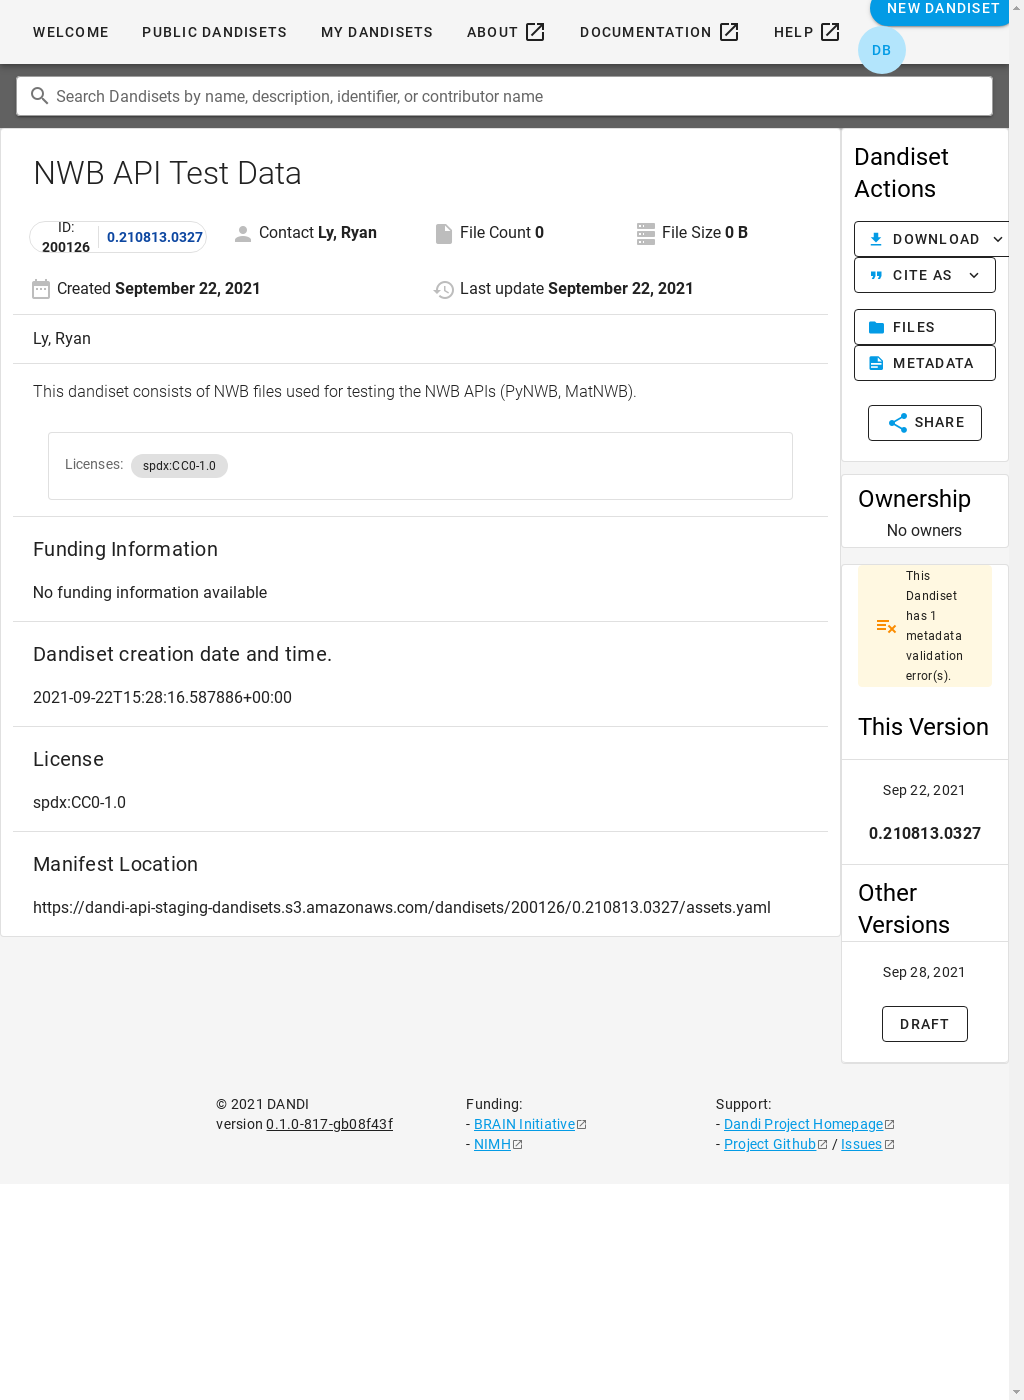 WELCOME
PUBLIC DANDISETS
MY DANDISETS
ABOUT
DOCUMENTATION
HELP
NEW DANDISET
DB
Search Dandisets by name, description, identifier, or contributor name
NWB API Test Data
ID:
200126
0.210813.0327
Contact Ly, Ryan
File Count 0
File Size 0 B
Created September 22, 2021
Last update September 22, 2021
Ly, Ryan
This dandiset consists of NWB files used for testing the NWB APIs (PyNWB, MatNWB).
Licenses:
spdx:CC0-1.0
Funding Information
No funding information available
Dandiset creation date and time.
2021-09-22T15:28:16.587886+00:00
License
spdx:CC0-1.0
Manifest Location
https://dandi-api-staging-dandisets.s3.amazonaws.com/dandisets/200126/0.210813.0327/assets.yaml
Dandiset
Actions
DOWNLOAD
CITE AS
FILES
METADATA
SHARE
Ownership
No owners
This
Dandiset
has 1
metadata
validation
error(s).
This Version
Sep 22, 2021
0.210813.0327
Other
Versions
Sep 28, 2021
DRAFT
© 2021 DANDI
version 0.1.0-817-gb08f43f
Funding:
- BRAIN Initiative
- NIMH
Support:
- Dandi Project Homepage
- Project Github / Issues